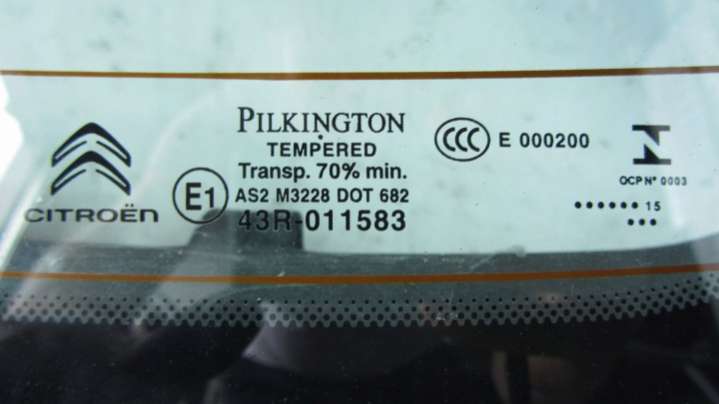 CITROËN
E1
PILKINGTON
TEMPERED
Transp. 70% min.
AS2 M3228 DOT 682
43R-011583
CCC E 000200
N
OCP Nº 0003
•••••• 15
•••